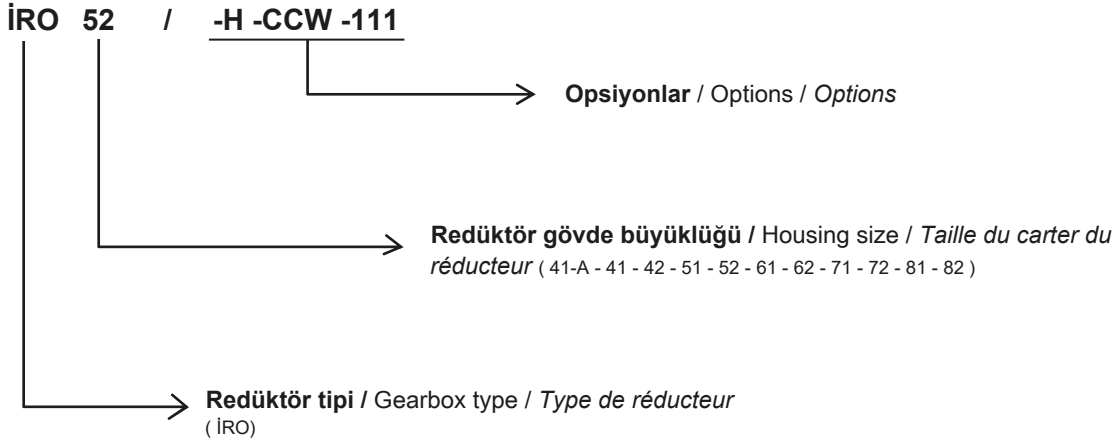 İRO 52 / -H -CCW -111
Opsiyonlar / Options / Options
Redüktör gövde büyüklüğü / Housing size / Taille du carter du
réducteur ( 41-A - 41 - 42 - 51 - 52 - 61 - 62 - 71 - 72 - 81 - 82 )
Redüktör tipi / Gearbox type / Type de réducteur
( İRO)